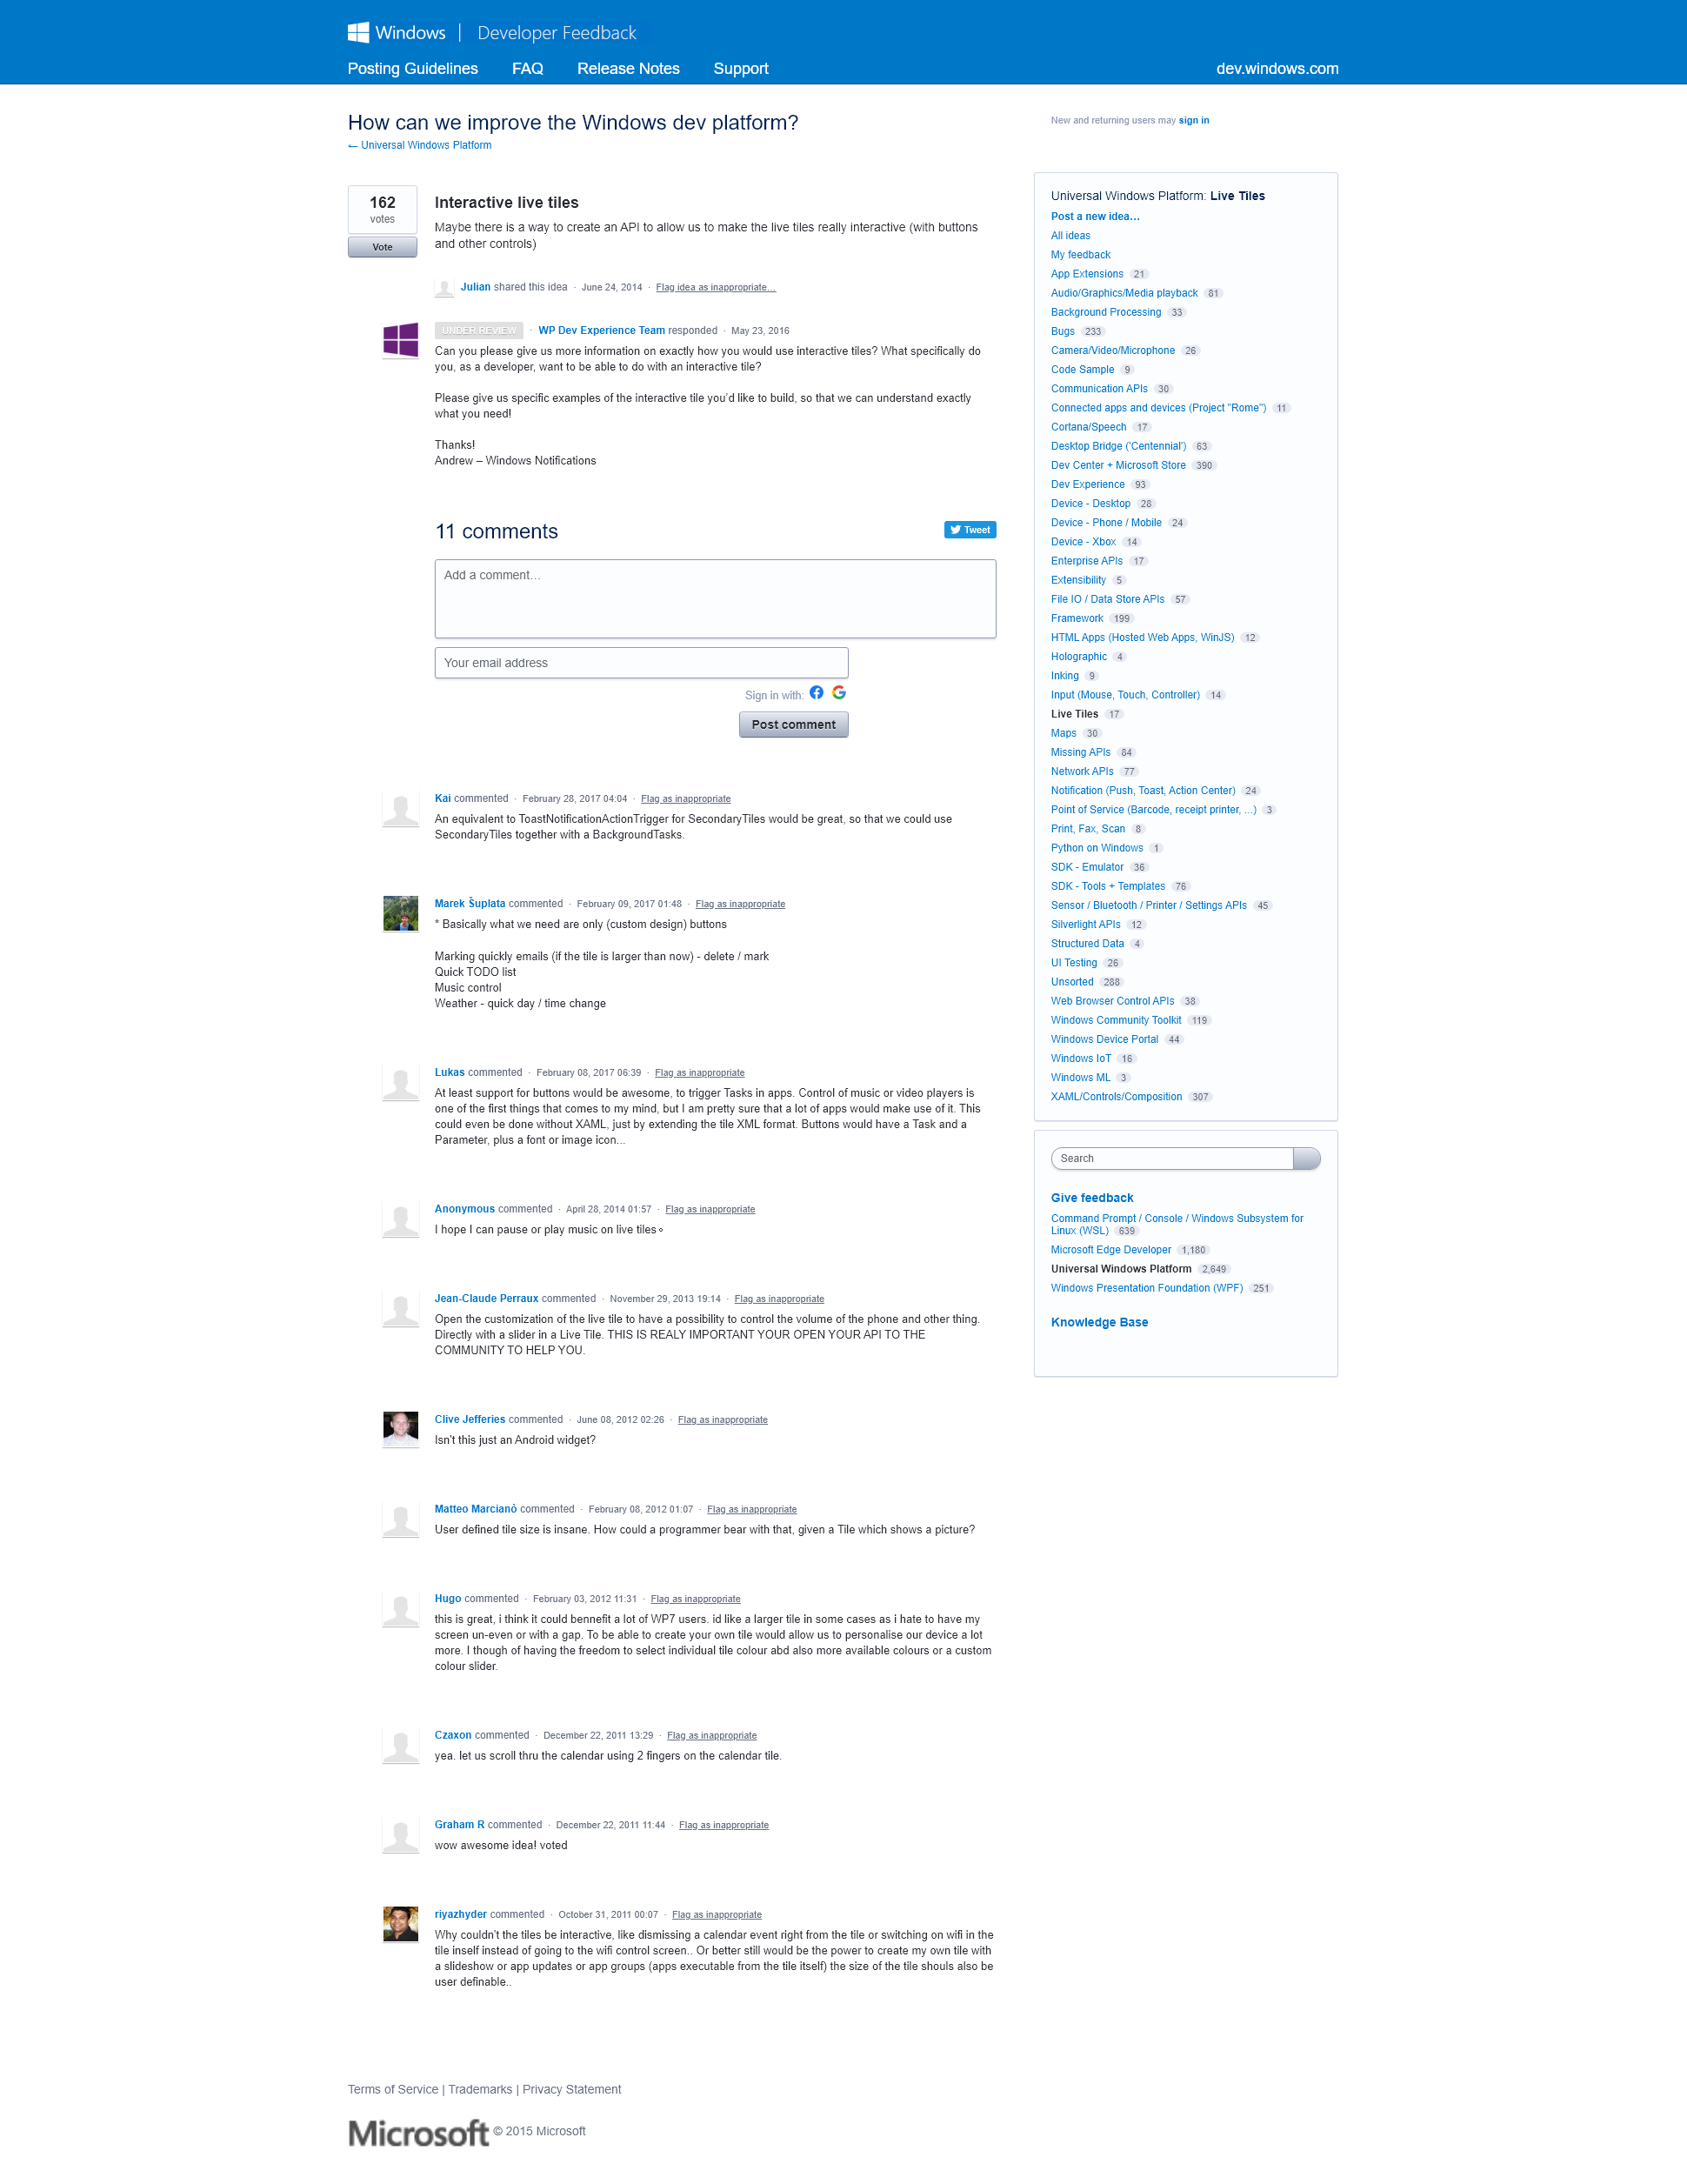 Windows | Developer Feedback
Posting Guidelines FAQ Release Notes Support dev.windows.com
How can we improve the Windows dev platform?
← Universal Windows Platform
New and returning users may sign in
162
votes
Vote
Interactive live tiles
Maybe there is a way to create an API to allow us to make the live tiles really interactive (with buttons
and other controls)
Julian shared this idea · June 24, 2014 · Flag idea as inappropriate…
UNDER REVIEW · WP Dev Experience Team responded · May 23, 2016
Can you please give us more information on exactly how you would use interactive tiles? What specifically do
you, as a developer, want to be able to do with an interactive tile?
Please give us specific examples of the interactive tile you’d like to build, so that we can understand exactly
what you need!
Thanks!
Andrew – Windows Notifications
11 comments
Tweet
Add a comment…
Your email address
Sign in with:
Post comment
Kai commented · February 28, 2017 04:04 · Flag as inappropriate
An equivalent to ToastNotificationActionTrigger for SecondaryTiles would be great, so that we could use
SecondaryTiles together with a BackgroundTasks.
Marek Šuplata commented · February 09, 2017 01:48 · Flag as inappropriate
* Basically what we need are only (custom design) buttons
Marking quickly emails (if the tile is larger than now) - delete / mark
Quick TODO list
Music control
Weather - quick day / time change
Lukas commented · February 08, 2017 06:39 · Flag as inappropriate
At least support for buttons would be awesome, to trigger Tasks in apps. Control of music or video players is
one of the first things that comes to my mind, but I am pretty sure that a lot of apps would make use of it. This
could even be done without XAML, just by extending the tile XML format. Buttons would have a Task and a
Parameter, plus a font or image icon...
Anonymous commented · April 28, 2014 01:57 · Flag as inappropriate
I hope I can pause or play music on live tiles。
Jean-Claude Perraux commented · November 29, 2013 19:14 · Flag as inappropriate
Open the customization of the live tile to have a possibility to control the volume of the phone and other thing.
Directly with a slider in a Live Tile. THIS IS REALY IMPORTANT YOUR OPEN YOUR API TO THE
COMMUNITY TO HELP YOU.
Clive Jefferies commented · June 08, 2012 02:26 · Flag as inappropriate
Isn't this just an Android widget?
Matteo Marcianò commented · February 08, 2012 01:07 · Flag as inappropriate
User defined tile size is insane. How could a programmer bear with that, given a Tile which shows a picture?
Hugo commented · February 03, 2012 11:31 · Flag as inappropriate
this is great, i think it could bennefit a lot of WP7 users. id like a larger tile in some cases as i hate to have my
screen un-even or with a gap. To be able to create your own tile would allow us to personalise our device a lot
more. I though of having the freedom to select individual tile colour abd also more available colours or a custom
colour slider.
Czaxon commented · December 22, 2011 13:29 · Flag as inappropriate
yea. let us scroll thru the calendar using 2 fingers on the calendar tile.
Graham R commented · December 22, 2011 11:44 · Flag as inappropriate
wow awesome idea! voted
riyazhyder commented · October 31, 2011 00:07 · Flag as inappropriate
Why couldn't the tiles be interactive, like dismissing a calendar event right from the tile or switching on wifi in the
tile inself instead of going to the wifi control screen.. Or better still would be the power to create my own tile with
a slideshow or app updates or app groups (apps executable from the tile itself) the size of the tile shouls also be
user definable..
Universal Windows Platform: Live Tiles
Post a new idea…
All ideas
My feedback
App Extensions 21
Audio/Graphics/Media playback 81
Background Processing 33
Bugs 233
Camera/Video/Microphone 26
Code Sample 9
Communication APIs 30
Connected apps and devices (Project "Rome") 11
Cortana/Speech 17
Desktop Bridge ('Centennial') 63
Dev Center + Microsoft Store 390
Dev Experience 93
Device - Desktop 28
Device - Phone / Mobile 24
Device - Xbox 14
Enterprise APIs 17
Extensibility 5
File IO / Data Store APIs 57
Framework 199
HTML Apps (Hosted Web Apps, WinJS) 12
Holographic 4
Inking 9
Input (Mouse, Touch, Controller) 14
Live Tiles 17
Maps 30
Missing APIs 84
Network APIs 77
Notification (Push, Toast, Action Center) 24
Point of Service (Barcode, receipt printer, ...) 3
Print, Fax, Scan 8
Python on Windows 1
SDK - Emulator 36
SDK - Tools + Templates 76
Sensor / Bluetooth / Printer / Settings APIs 45
Silverlight APIs 12
Structured Data 4
UI Testing 26
Unsorted 288
Web Browser Control APIs 38
Windows Community Toolkit 119
Windows Device Portal 44
Windows IoT 16
Windows ML 3
XAML/Controls/Composition 307
Search
Give feedback
Command Prompt / Console / Windows Subsystem for
Linux (WSL) 639
Microsoft Edge Developer 1,180
Universal Windows Platform 2,649
Windows Presentation Foundation (WPF) 251
Knowledge Base
Terms of Service | Trademarks | Privacy Statement
Microsoft © 2015 Microsoft